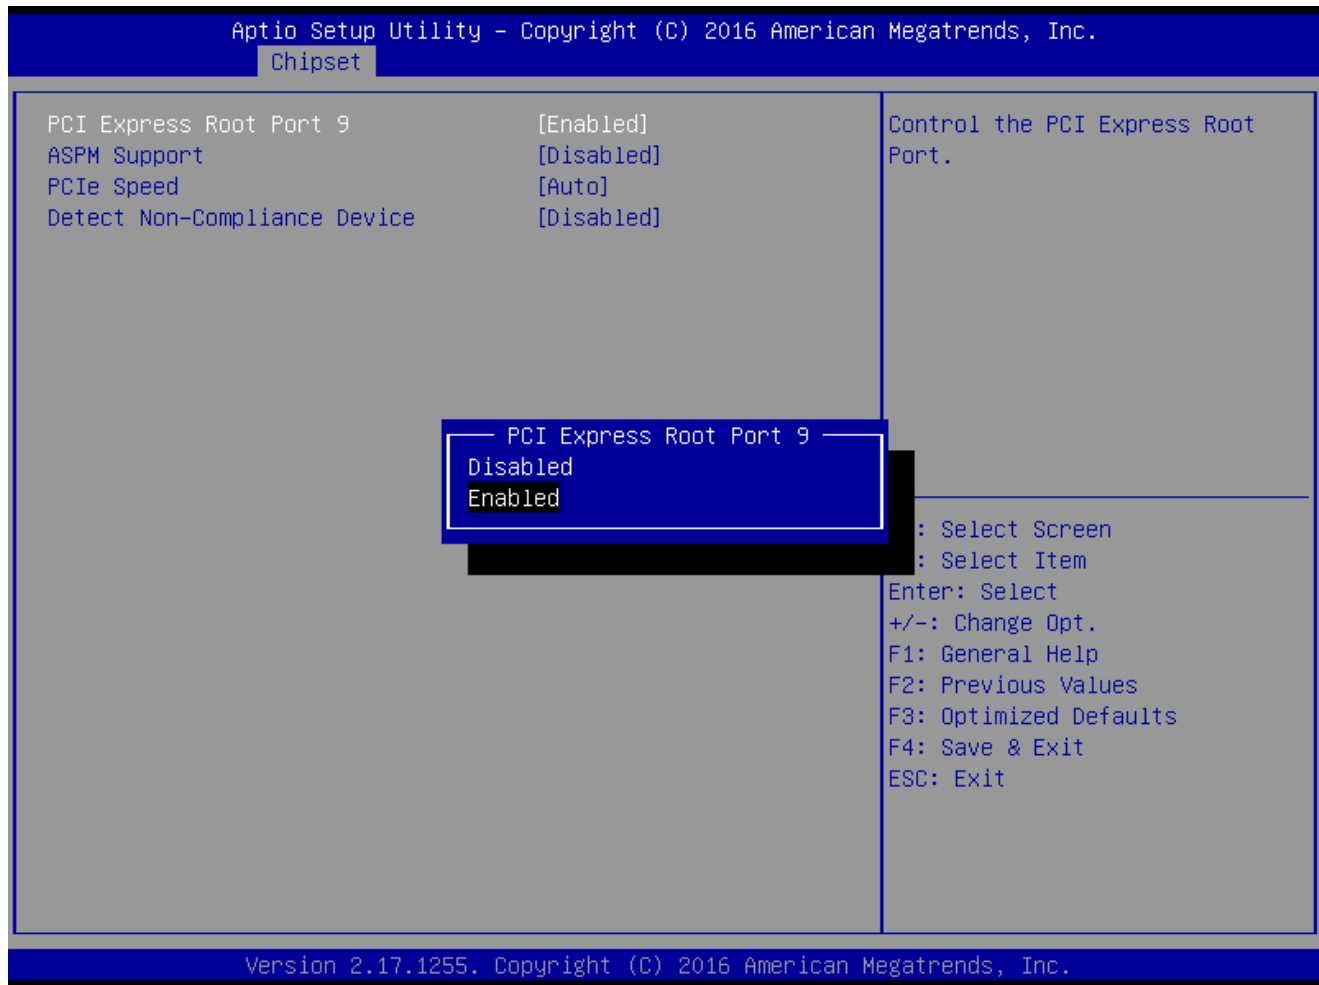 Aptio Setup Utility – Copyright (C) 2016 American Megatrends, Inc.
Chipset
PCI Express Root Port 9 [Enabled]
ASPM Support [Disabled]
PCIe Speed [Auto]
Detect Non-Compliance Device [Disabled]
Control the PCI Express Root
Port.
PCI Express Root Port 9
Disabled
Enabled
: Select Screen
: Select Item
Enter: Select
+/-: Change Opt.
F1: General Help
F2: Previous Values
F3: Optimized Defaults
F4: Save & Exit
ESC: Exit
Version 2.17.1255. Copyright (C) 2016 American Megatrends, Inc.